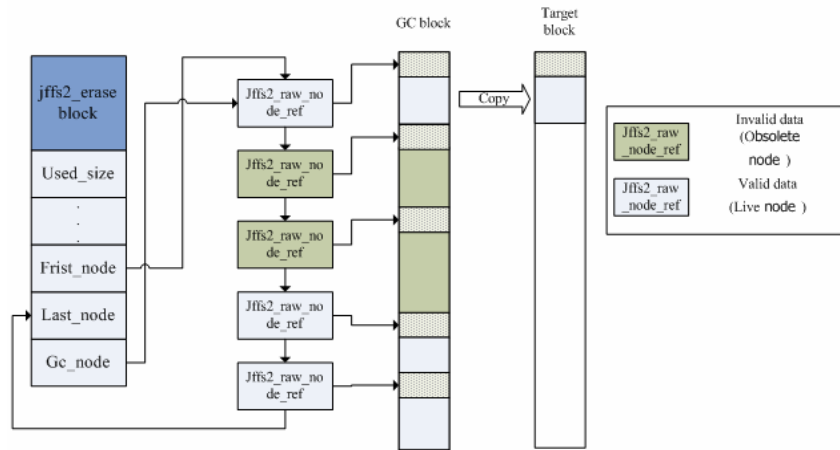 GC block
Target
block
jffs2_erase
block
Used_size
.
.
.
Frist_node
Last_node
Gc_node
Jffs2_raw_no
de_ref
Jffs2_raw_no
de_ref
Jffs2_raw_no
de_ref
Jffs2_raw_no
de_ref
Jffs2_raw_no
de_ref
Copy
Jffs2_raw
_node_ref
Invalid data
(Obsolete
node )
Jffs2_raw
_node_ref
Valid data
(Live node )